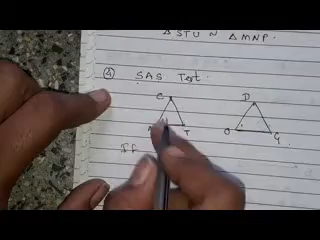 △STU ~ △MNP.
④ SAS Test.
C D
T O G
If